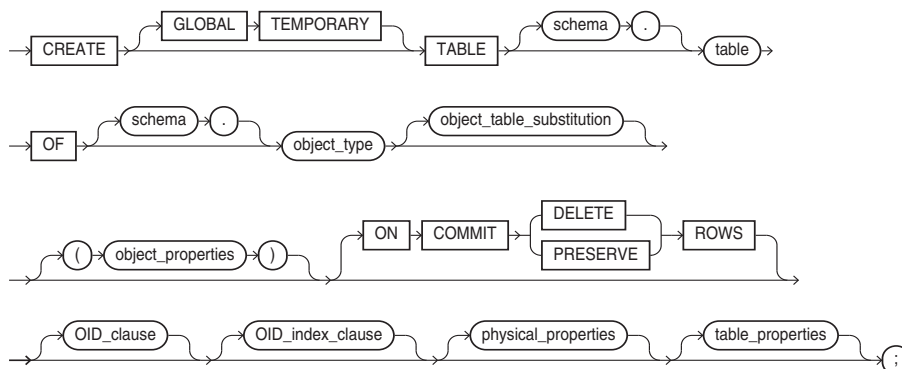 GLOBAL TEMPORARY schema .
CREATE TABLE table
schema . object_table_substitution
OF object_type
DELETE
( object_properties ) ON COMMIT ROWS
PRESERVE
OID_clause OID_index_clause physical_properties table_properties
;